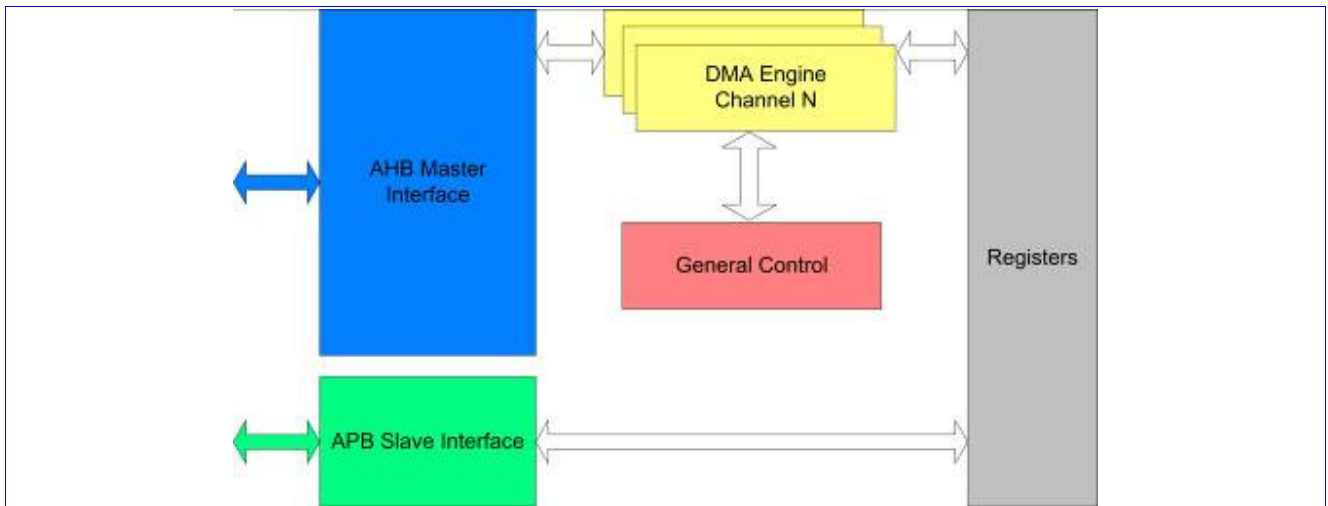 DMA Engine
Channel N
AHB Master
Interface
General Control
Registers
APB Slave Interface